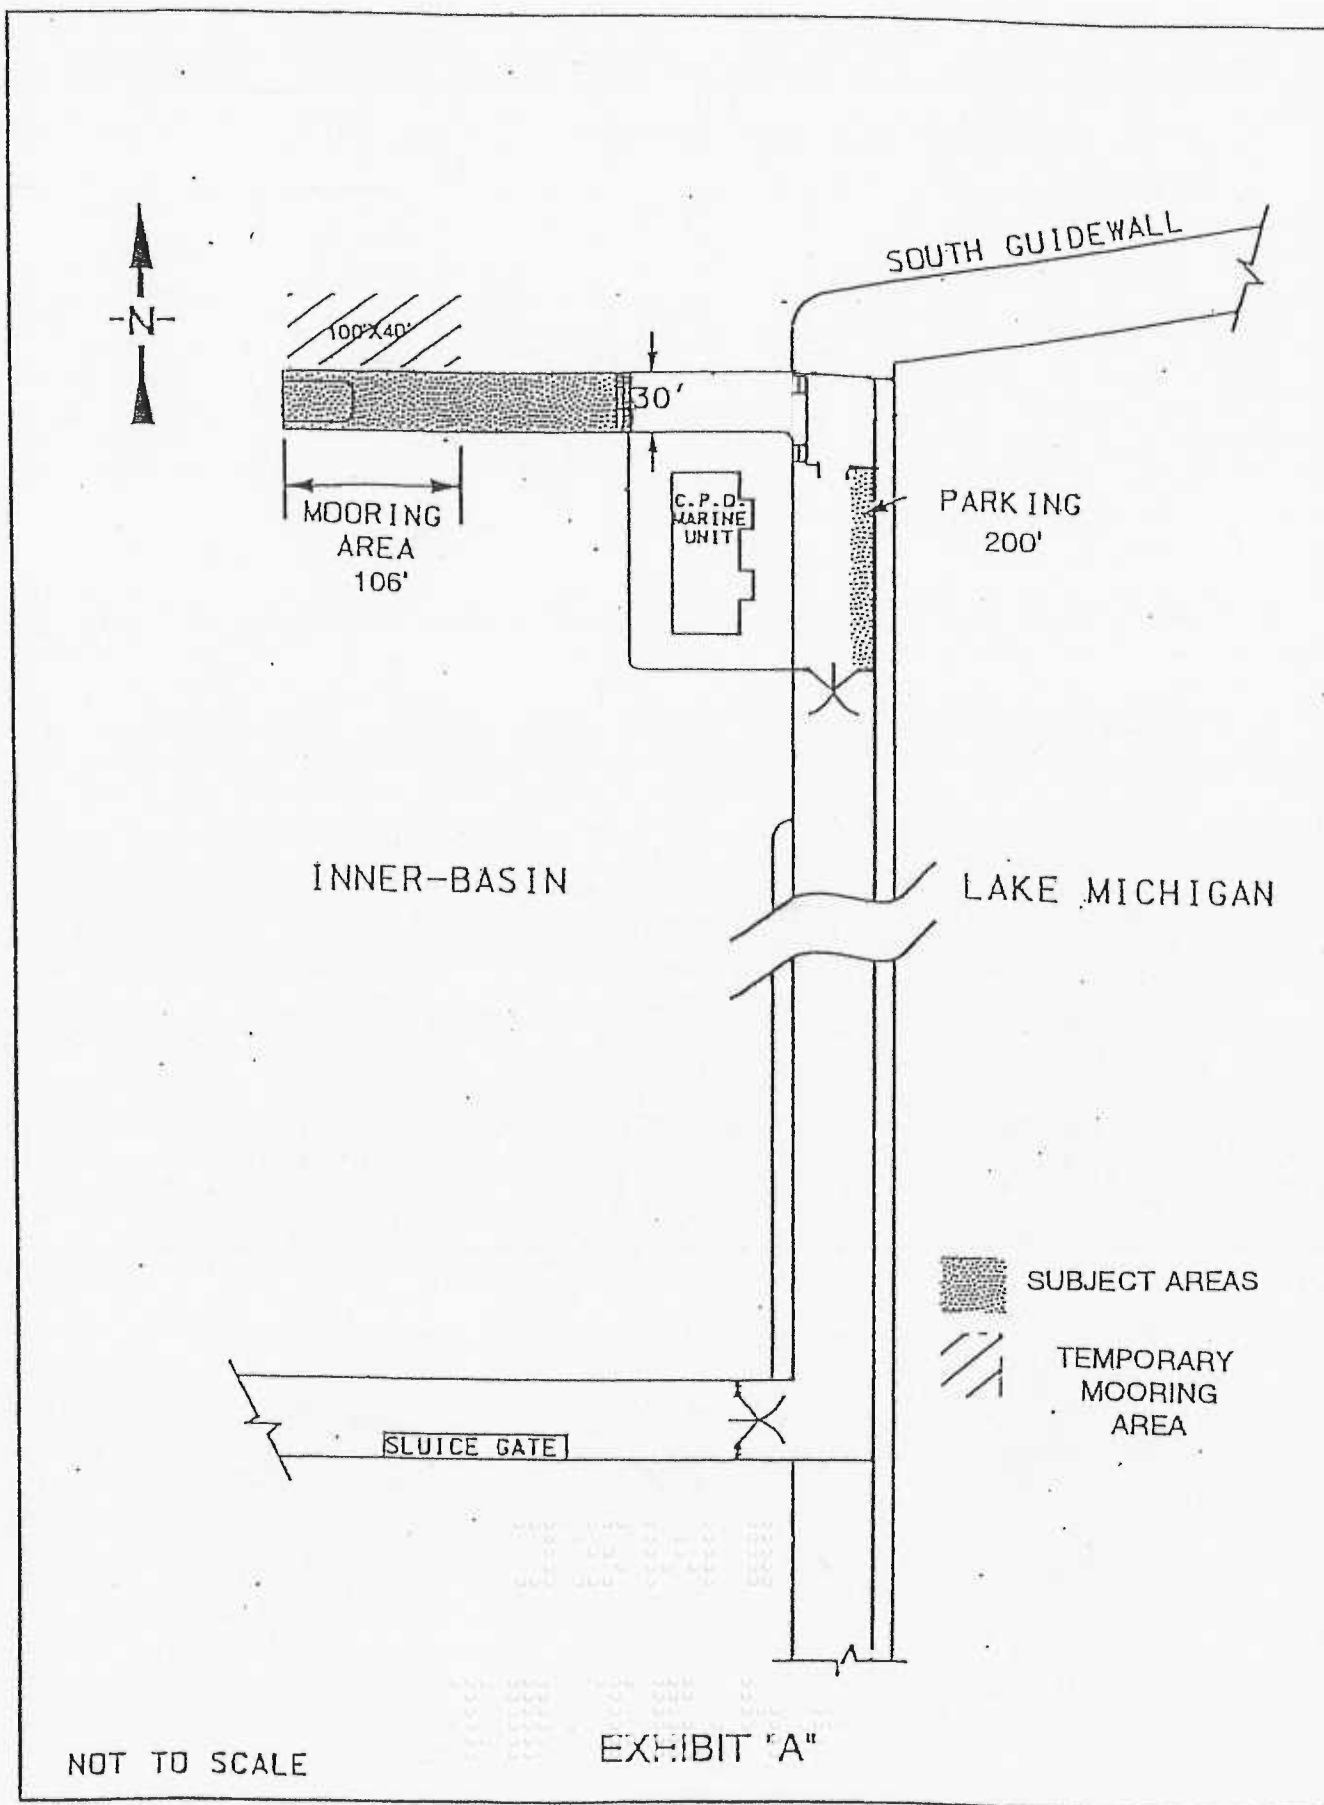 SOUTH GUIDEWALL
-N-
100'X40'
30'
MOORING
AREA
106'
C.P.D.
MARINE
UNIT
PARKING
200'
INNER-BASIN
LAKE MICHIGAN
SUBJECT AREAS
TEMPORARY
MOORING
AREA
SLUICE GATE
NOT TO SCALE
EXHIBIT "A"